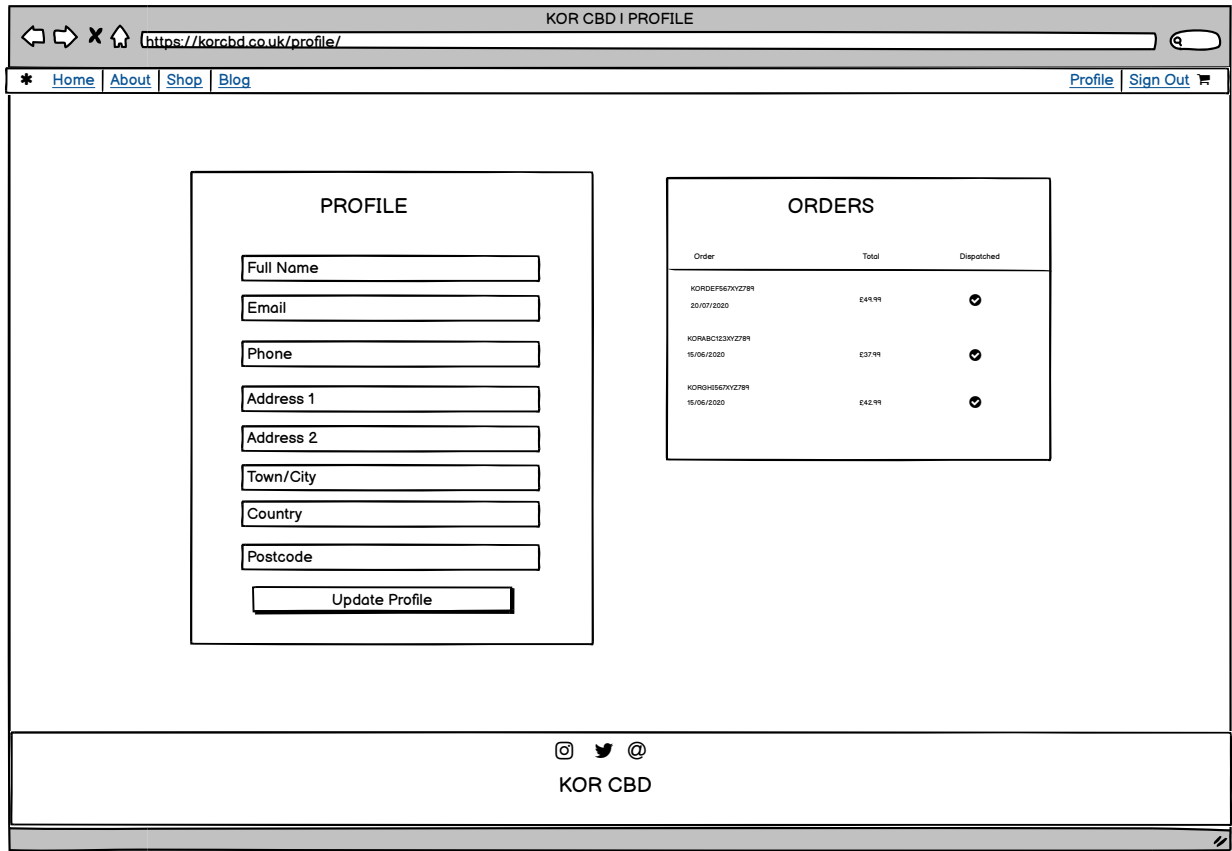 KOR CBD | PROFILE
https://korcbd.co.uk/profile/
Home About Shop Blog Profile Sign Out
PROFILE
Full Name
Email
Phone
Address 1
Address 2
Town/City
Country
Postcode
Update Profile
ORDERS
Order Total Dispatched
KORDEF567XYZ789
20/07/2020 £49.99
KORABC123XYZ789
15/06/2020 £37.99
KORGHI567XYZ789
15/06/2020 £42.99
@
KOR CBD